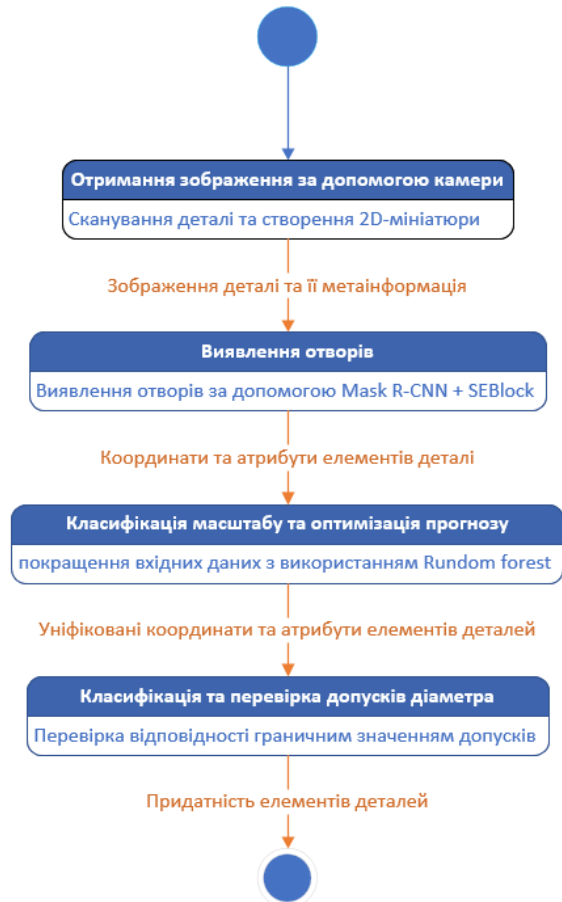 Отримання зображення за допомогою камери
Сканування деталі та створення 2D-мініатюри
Зображення деталі та її метаінформація
Виявлення отворів
Виявлення отворів за допомогою Mask R-CNN + SEBlock
Координати та атрибути елементів деталі
Класифікація масштабу та оптимізація прогнозу
покращення вхідних даних з використанням Rundom forest
Уніфіковані координати та атрибути елементів деталей
Класифікація та перевірка допусків діаметра
Перевірка відповідності граничним значенням допусків
Придатність елементів деталей